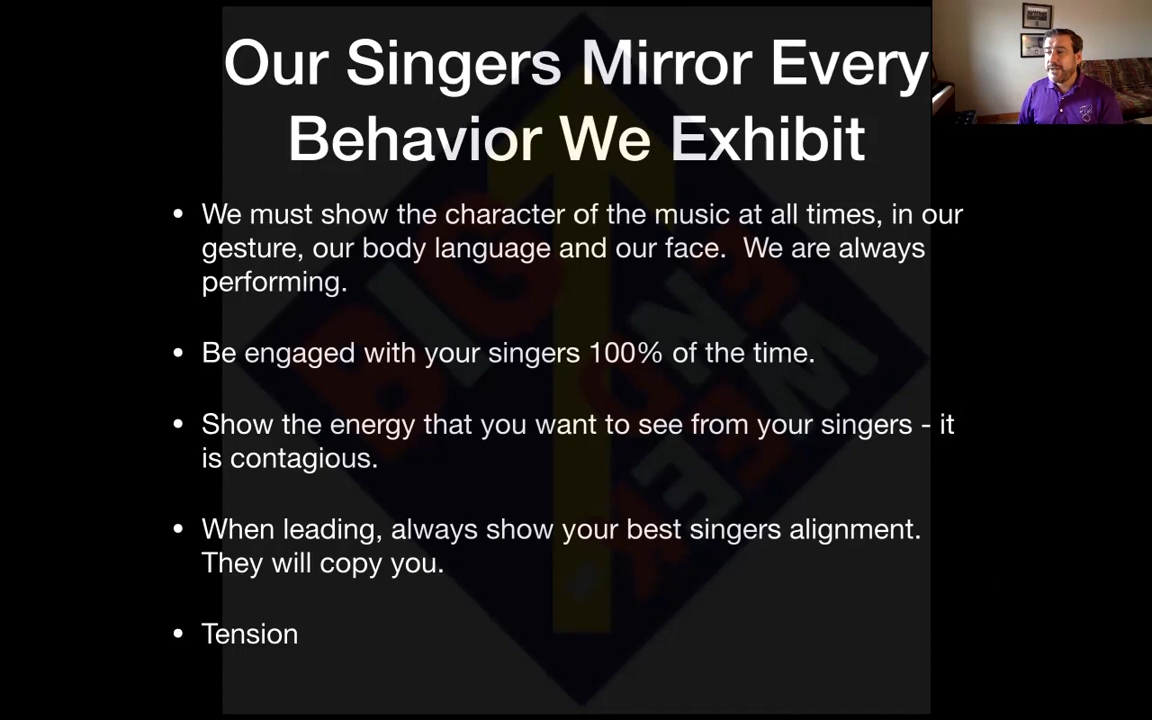 Our Singers Mirror Every
Behavior We Exhibit
• We must show the character of the music at all times, in our
gesture, our body language and our face.  We are always
performing.
• Be engaged with your singers 100% of the time.
• Show the energy that you want to see from your singers - it
is contagious.
• When leading, always show your best singers alignment.
They will copy you.
• Tension
BIG
ONE